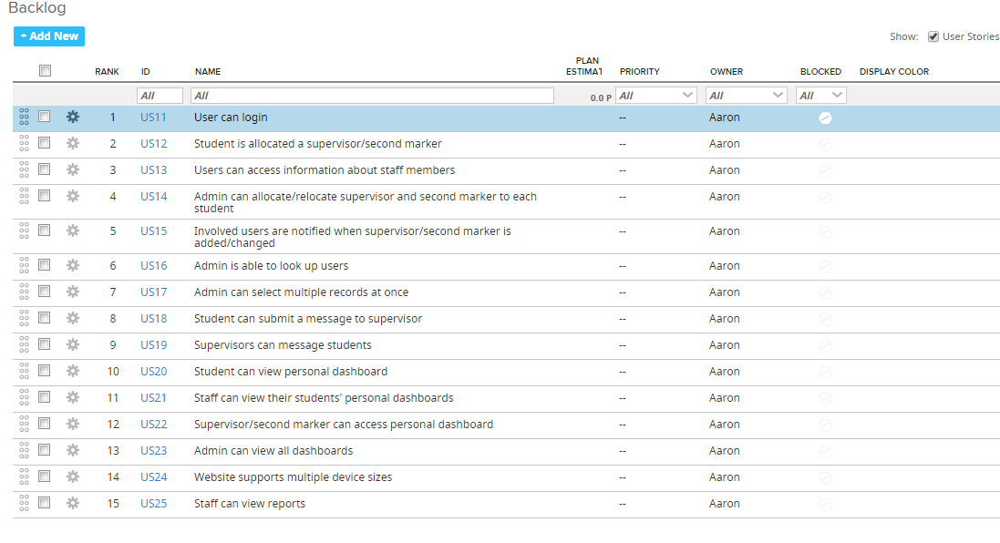 Backlog
+ Add New
Show: User Stories
RANK ID NAME PLAN ESTIMAT PRIORITY OWNER BLOCKED DISPLAY COLOR
All All 0.0 P All All All
1 US11 User can login -- Aaron
2 US12 Student is allocated a supervisor/second marker -- Aaron
3 US13 Users can access information about staff members -- Aaron
4 US14 Admin can allocate/relocate supervisor and second marker to each -- Aaron
student
5 US15 Involved users are notified when supervisor/second marker is -- Aaron
added/changed
6 US16 Admin is able to look up users -- Aaron
7 US17 Admin can select multiple records at once -- Aaron
8 US18 Student can submit a message to supervisor -- Aaron
9 US19 Supervisors can message students -- Aaron
10 US20 Student can view personal dashboard -- Aaron
11 US21 Staff can view their students' personal dashboards -- Aaron
12 US22 Supervisor/second marker can access personal dashboard -- Aaron
13 US23 Admin can view all dashboards -- Aaron
14 US24 Website supports multiple device sizes -- Aaron
15 US25 Staff can view reports -- Aaron